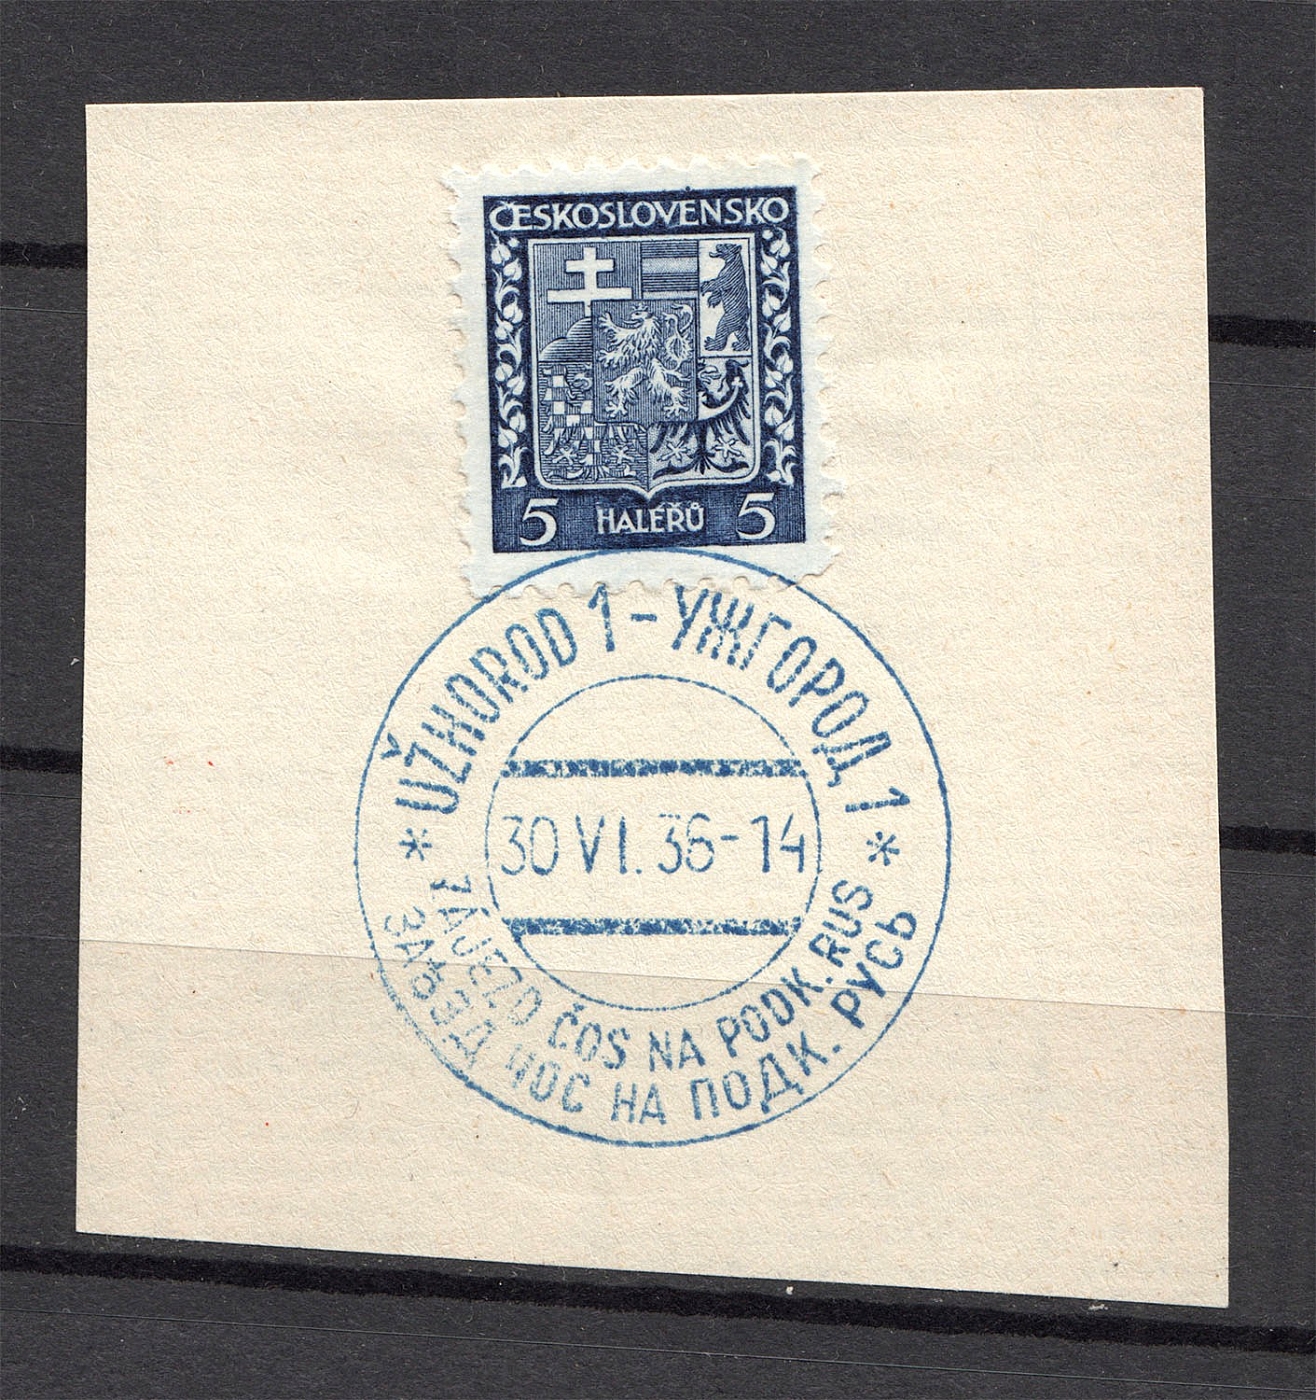 ČESKOSLOVENSKO
5 HALÉŘŮ 5
UŽHOROD 1 - УЖГОРОД 1
30 VI. 36-14
ZÁJEZD ČOS NA PODK. RUS
ЗАѢЗД ЧОС НА ПОДК. РУСЬ